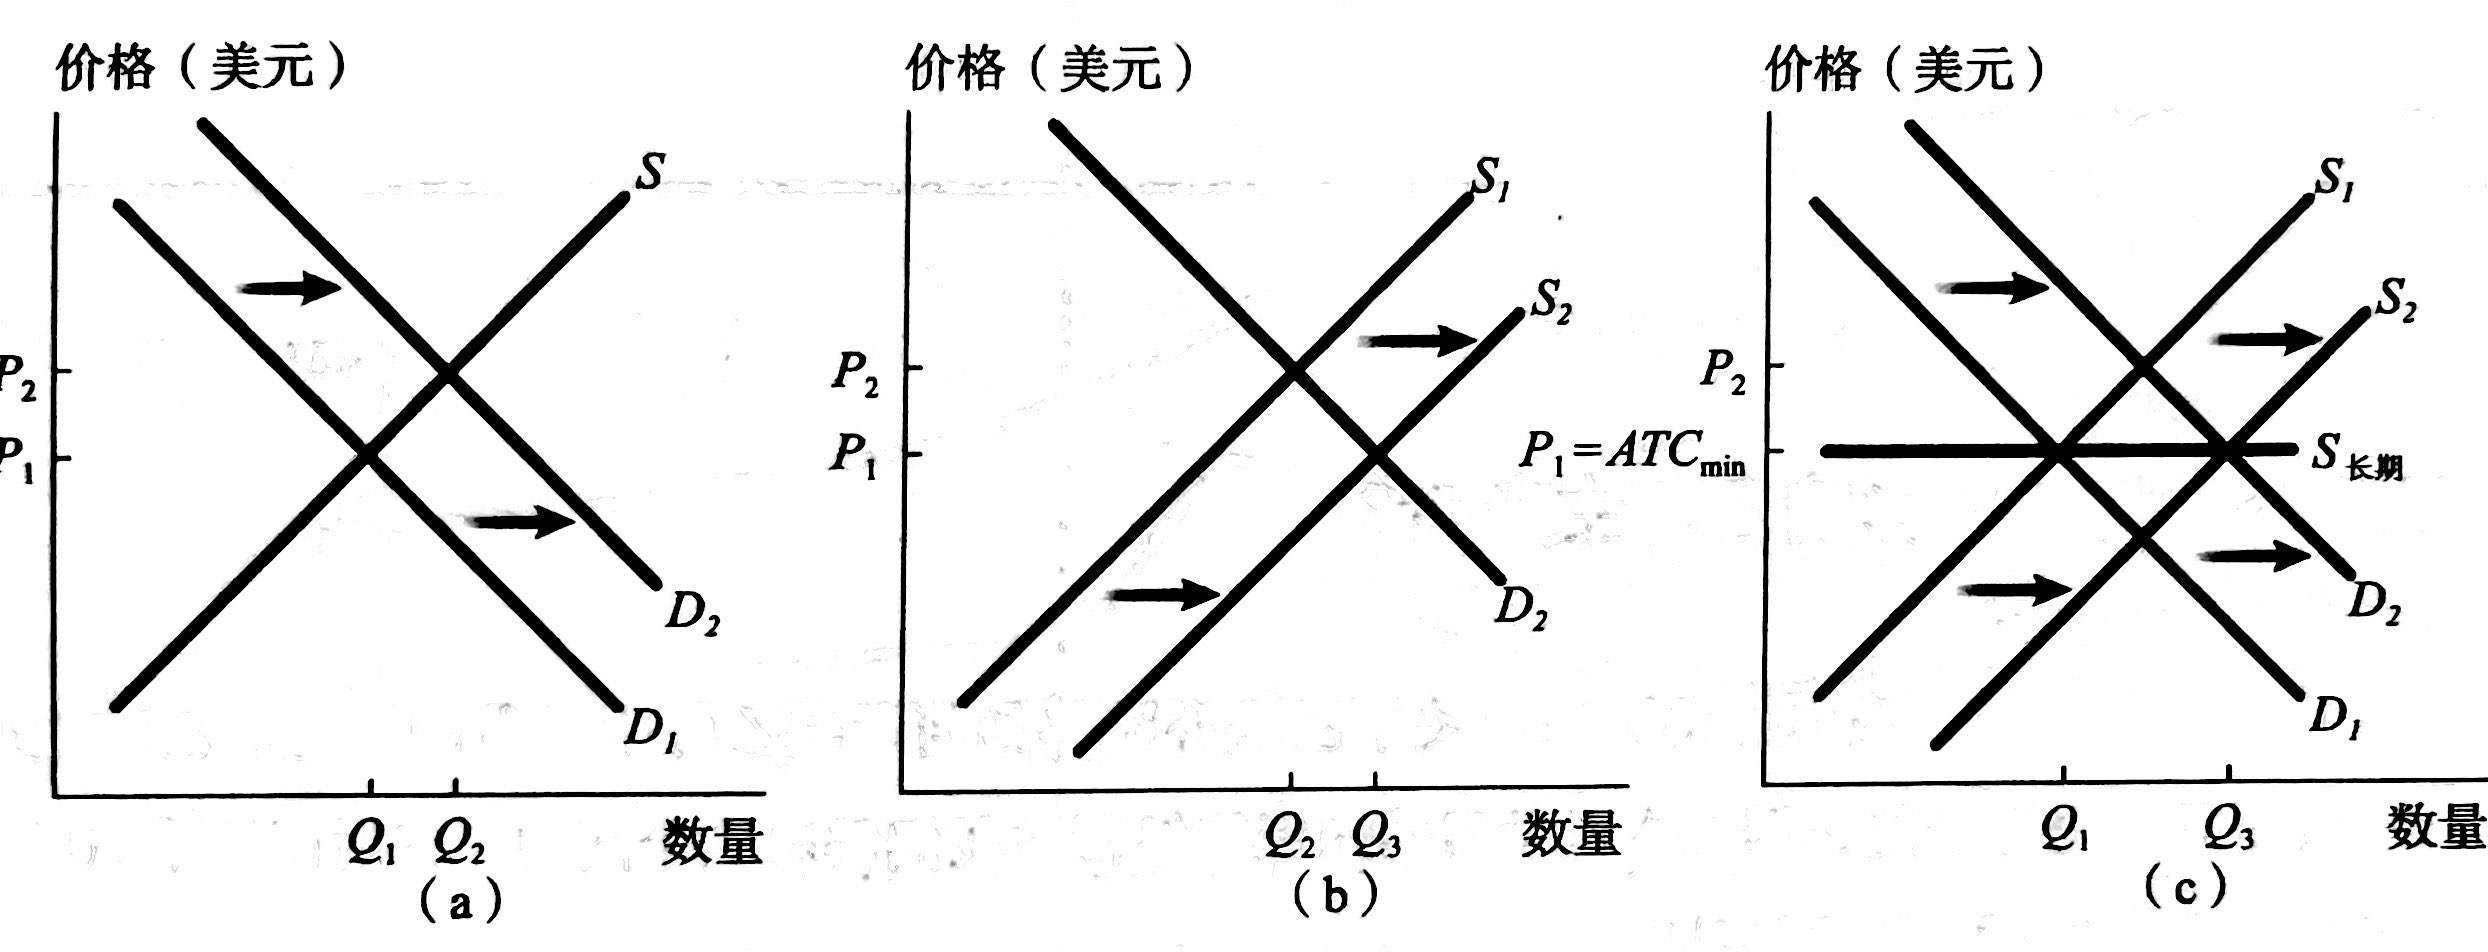 价格（美元）
S
P₂
P₁
D₂
D₁
Q₁ Q₂ 数量
（a）
价格（美元）
S₁
S₂
P₂
P₁
D₂
Q₂ Q₃ 数量
（b）
价格（美元）
S₁
S₂
P₂
P₁=ATCmin
S长期
D₂
D₁
Q₁ Q₃ 数量
（c）